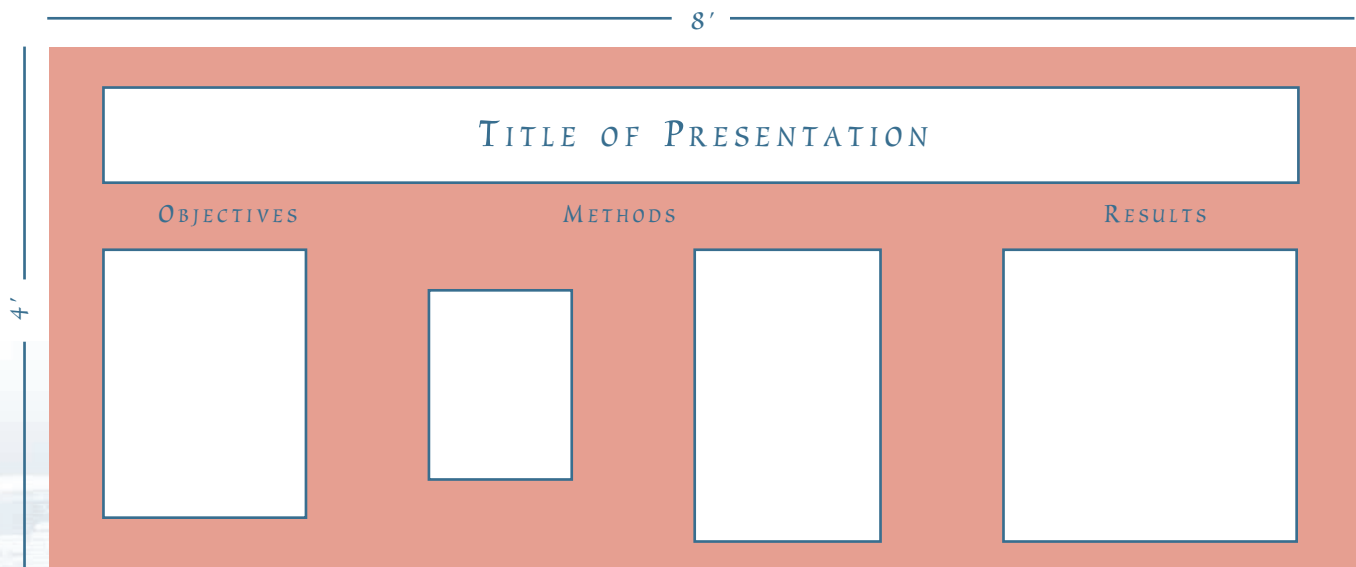 8′
Title of Presentation
Objectives Methods Results
4′